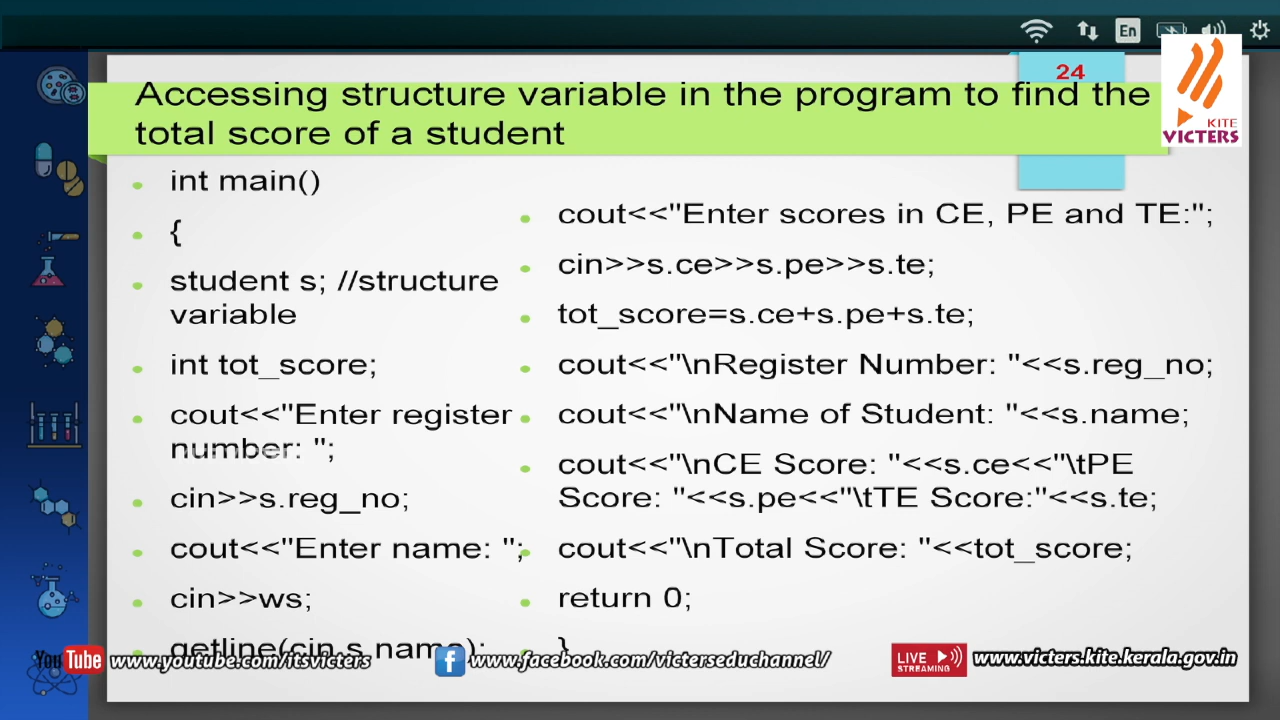 En
24
KITE
VICTERS
Accessing structure variable in the program to find the
total score of a student
int main()
{
student s; //structure
variable
int tot_score;
cout<<"Enter register
number: ";
cin>>s.reg_no;
cout<<"Enter name: ";
cin>>ws;
getline(cin,s.name);
cout<<"Enter scores in CE, PE and TE:";
cin>>s.ce>>s.pe>>s.te;
tot_score=s.ce+s.pe+s.te;
cout<<"\nRegister Number: "<<s.reg_no;
cout<<"\nName of Student: "<<s.name;
cout<<"\nCE Score: "<<s.ce<<"\tPE
Score: "<<s.pe<<"\tTE Score:"<<s.te;
cout<<"\nTotal Score: "<<tot_score;
return 0;
}
YouTube www.youtube.com/itsvicters
f www.facebook.com/victerseduchannel/
LIVE
STREAMING
www.victers.kite.kerala.gov.in